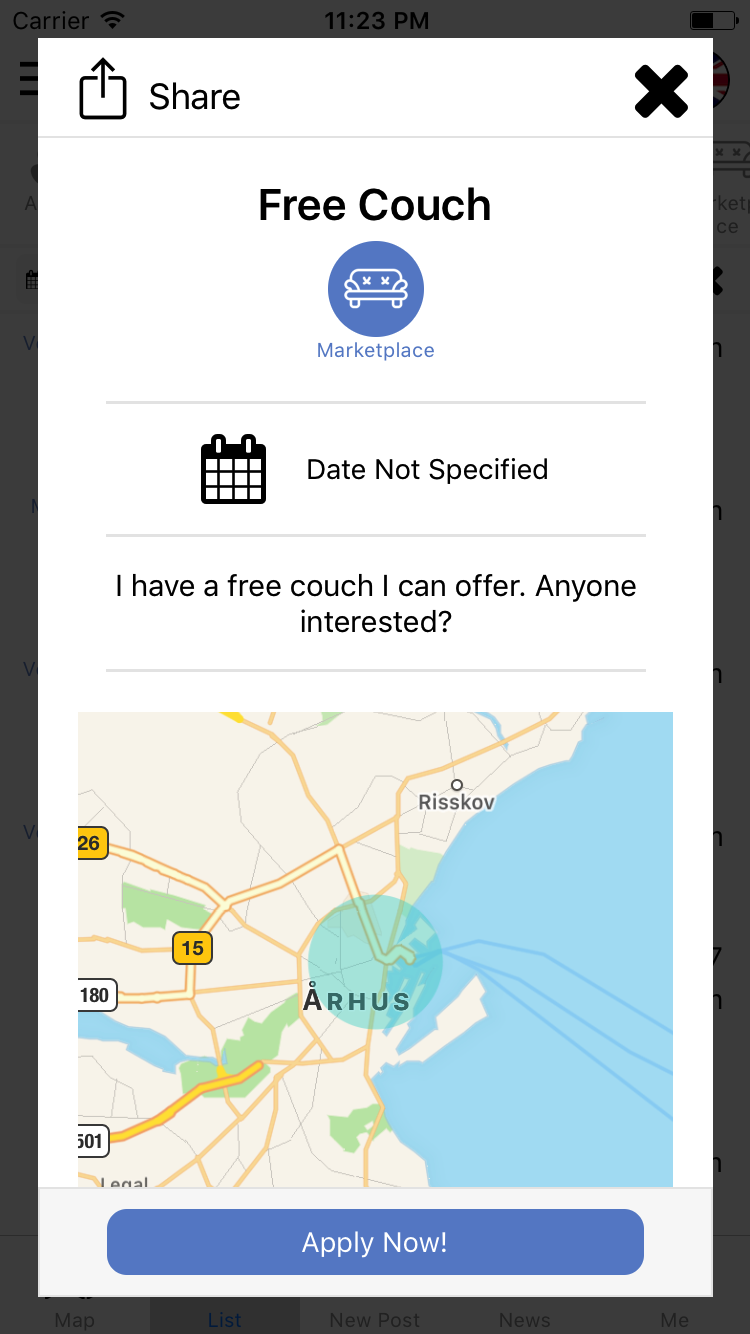 Carrier
11:23 PM
Share
Free Couch
Marketplace
Date Not Specified
I have a free couch I can offer. Anyone
interested?
Risskov
26
15
180
ÅRHUS
501
Legal
Apply Now!
Map
List
New Post
News
Me